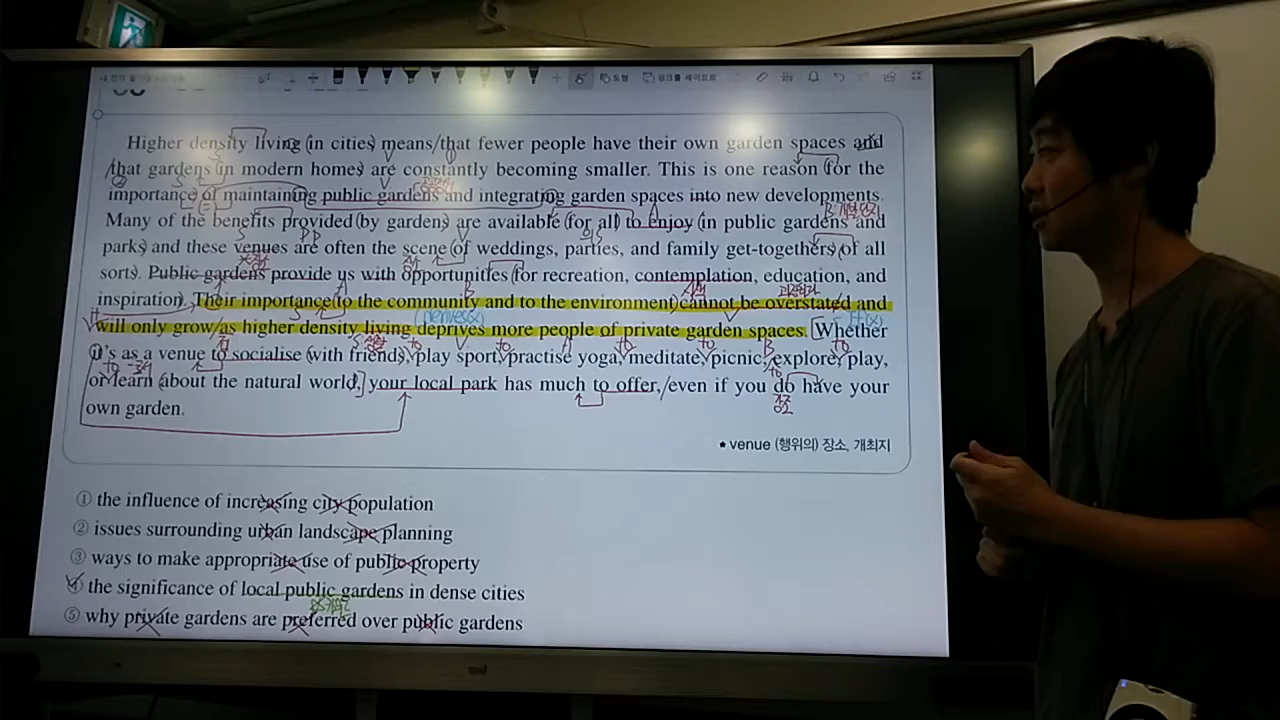 도형
Higher density living (in cities) means/that fewer people have their own garden spaces and
/that gardens (in modern homes) are constantly becoming smaller. This is one reason (for the
importance of maintaining public gardens and integrating garden spaces into new developments.
Many of the benefits provided (by gardens) are available (for all) to enjoy (in public gardens and
parks) and these venues are often the scene (of weddings, parties, and family get-togethers) (of all
sorts). Public gardens provide us with opportunities (for recreation, contemplation, education, and
inspiration). Their importance (to the community and to the environment) cannot be overstated and
will only grow/as higher density living deprives more people of private garden spaces. [Whether
it's as a venue to socialise (with friends), play sport, practise yoga, meditate, picnic, explore, play,
or learn (about the natural world,] your local park has much to offer,/even if you do have your
own garden.
* venue (행위의) 장소, 개최지
① the influence of increasing city population
② issues surrounding urban landscape planning
③ ways to make appropriate use of public property
④ the significance of local public gardens in dense cities
⑤ why private gardens are preferred over public gardens